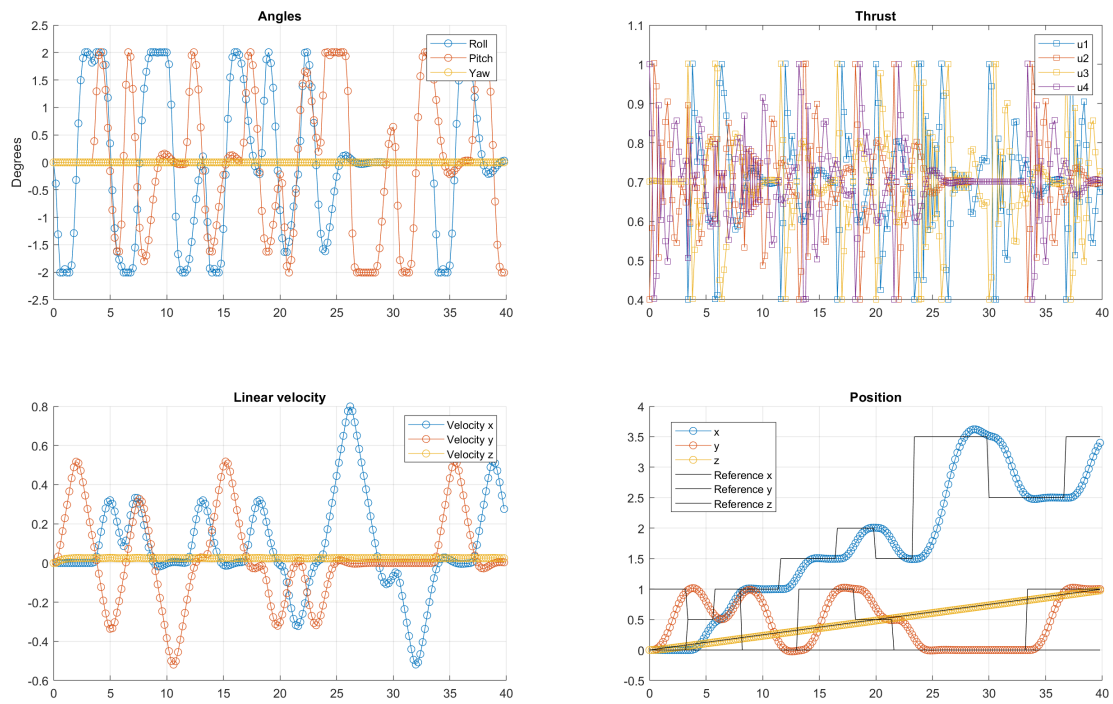 Angles
2.5
2
1.5
1
0.5
0
-0.5
-1
-1.5
-2
-2.5
Degrees
0 5 10 15 20 25 30 35 40
Roll
Pitch
Yaw
Thrust
1.1
1
0.9
0.8
0.7
0.6
0.5
0.4
0 5 10 15 20 25 30 35 40
u1
u2
u3
u4
Linear velocity
0.8
0.6
0.4
0.2
0
-0.2
-0.4
-0.6
0 5 10 15 20 25 30 35 40
Velocity x
Velocity y
Velocity z
Position
4
3.5
3
2.5
2
1.5
1
0.5
0
-0.5
0 5 10 15 20 25 30 35 40
x
y
z
Reference x
Reference y
Reference z